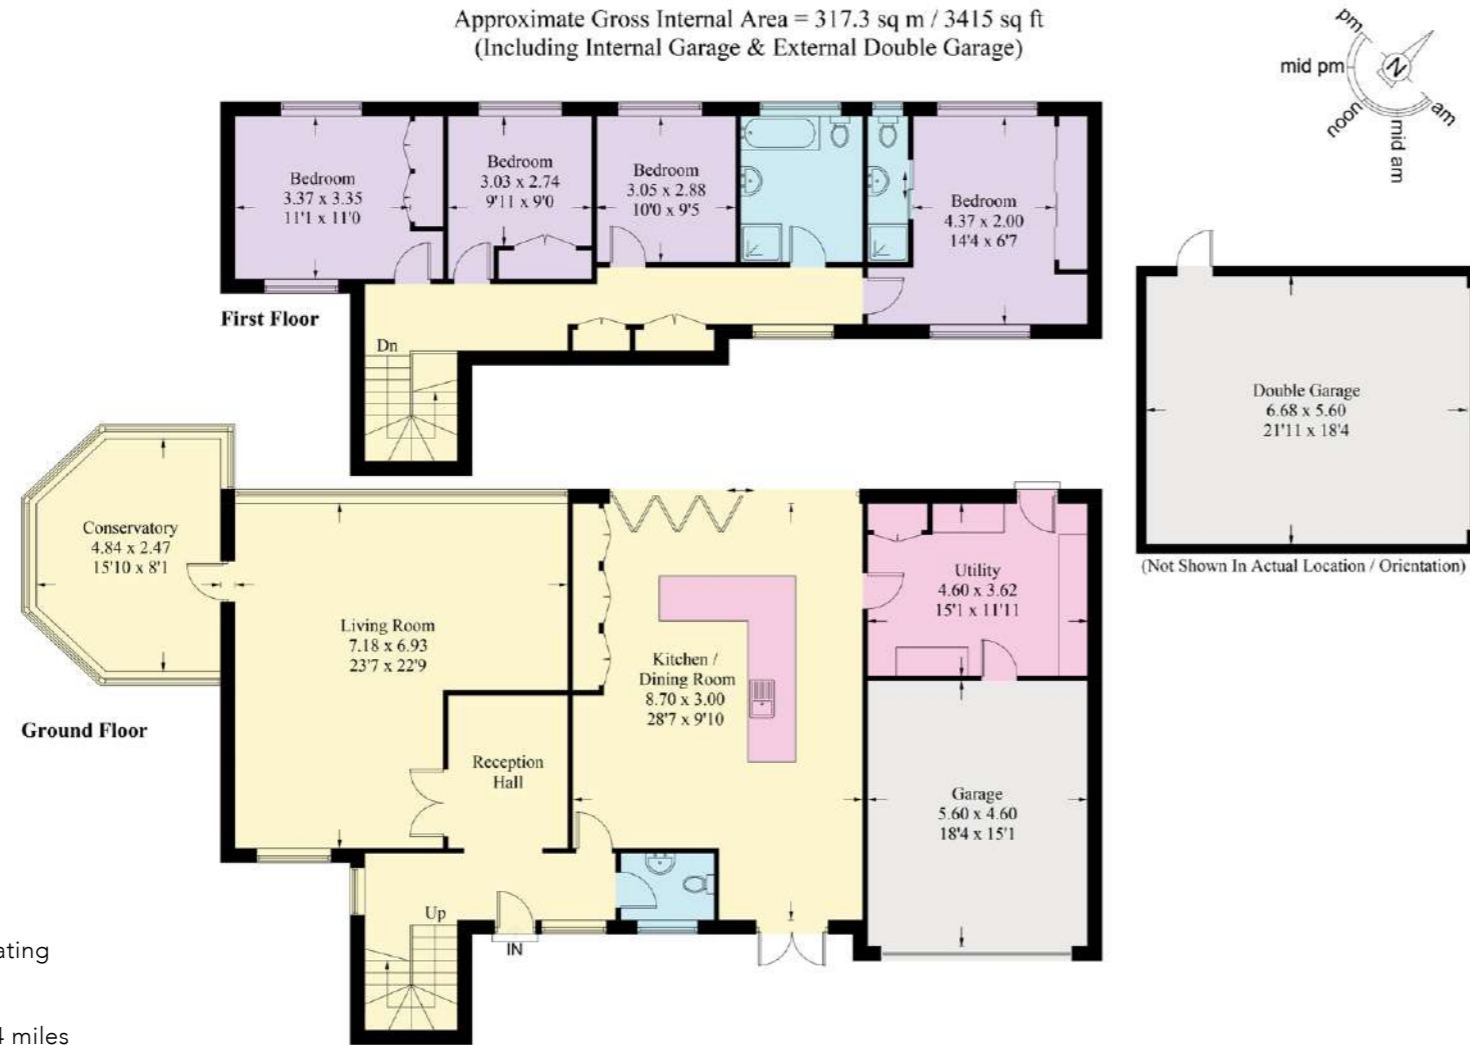 Approximate Gross Internal Area = 317.3 sq m / 3415 sq ft
(Including Internal Garage & External Double Garage)
pm
mid pm
noon
mid am
am
N
Bedroom
3.37 x 3.35
11'1 x 11'0
Bedroom
3.03 x 2.74
9'11 x 9'0
Bedroom
3.05 x 2.88
10'0 x 9'5
Bedroom
4.37 x 2.00
14'4 x 6'7
First Floor
Dn
Double Garage
6.68 x 5.60
21'11 x 18'4
(Not Shown In Actual Location / Orientation)
Conservatory
4.84 x 2.47
15'10 x 8'1
Living Room
7.18 x 6.93
23'7 x 22'9
Kitchen /
Dining Room
8.70 x 3.00
28'7 x 9'10
Utility
4.60 x 3.62
15'1 x 11'11
Ground Floor
Reception
Hall
Garage
5.60 x 4.60
18'4 x 15'1
Up
IN
ating
4 miles